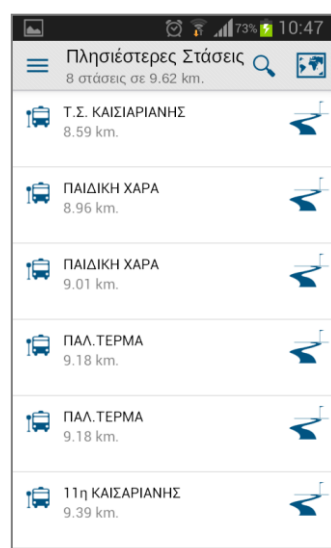 73% 10:47
Πλησιέστερες Στάσεις
8 στάσεις σε 9.62 km.
Τ.Σ. ΚΑΙΣΙΑΡΙΑΝΗΣ
8.59 km.
ΠΑΙΔΙΚΗ ΧΑΡΑ
8.96 km.
ΠΑΙΔΙΚΗ ΧΑΡΑ
9.01 km.
ΠΑΛ.ΤΕΡΜΑ
9.18 km.
ΠΑΛ.ΤΕΡΜΑ
9.18 km.
11η ΚΑΙΣΑΡΙΑΝΗΣ
9.39 km.